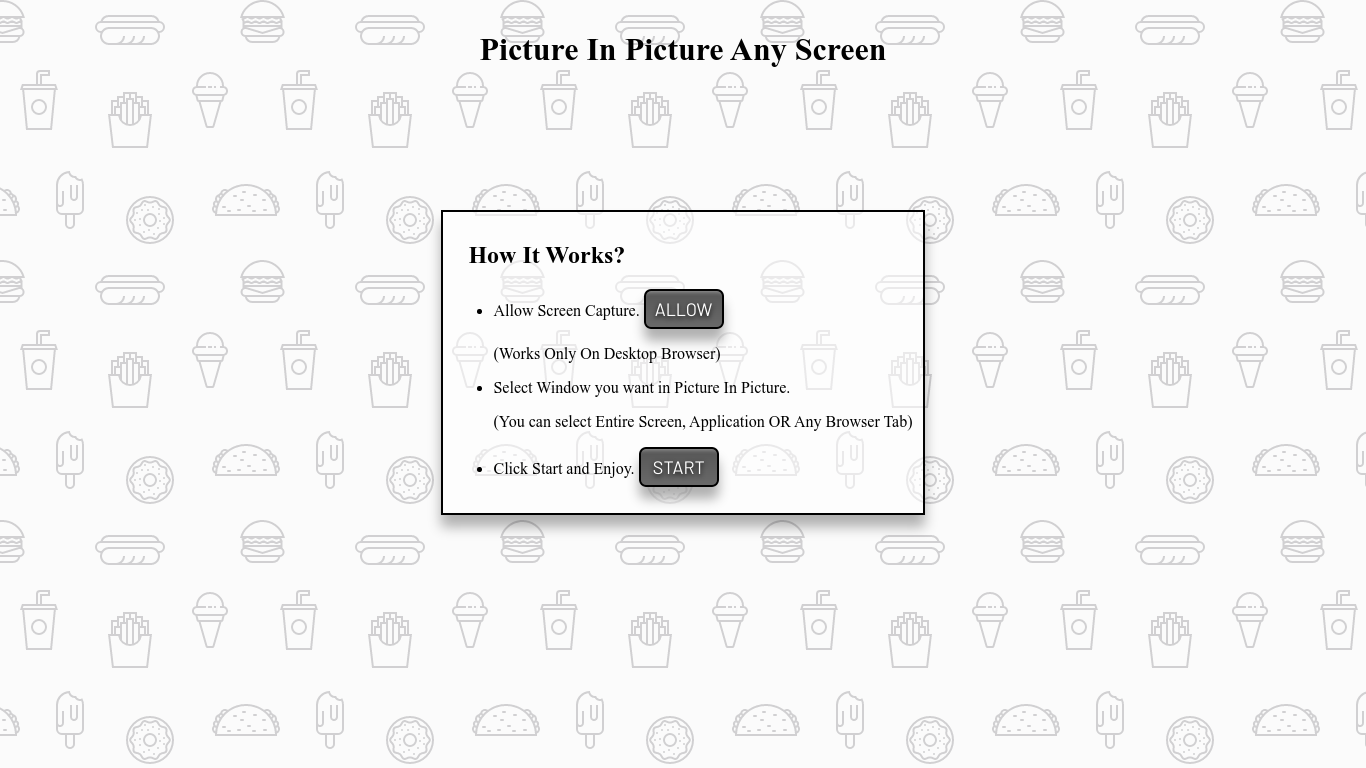 Picture In Picture Any Screen
How It Works?
Allow Screen Capture. ALLOW
(Works Only On Desktop Browser)
Select Window you want in Picture In Picture.
(You can select Entire Screen, Application OR Any Browser Tab)
Click Start and Enjoy. START